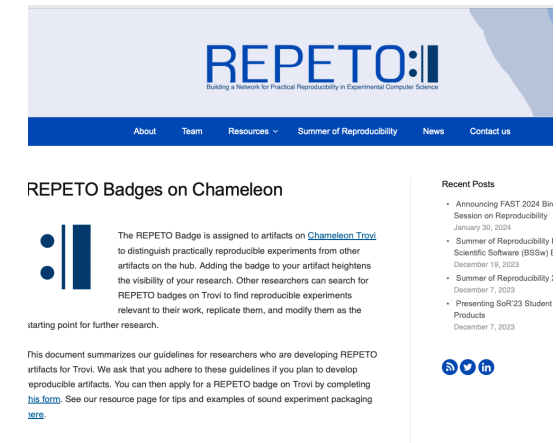 REPETO
Building a Network for Practical Reproducibility in Experimental Computer Science
About Team Resources Summer of Reproducibility News Contact us
REPETO Badges on Chameleon
The REPETO Badge is assigned to artifacts on Chameleon Trovi
to distinguish practically reproducible experiments from other
artifacts on the hub. Adding the badge to your artifact heightens
the visibility of your research. Other researchers can search for
REPETO badges on Trovi to find reproducible experiments
relevant to their work, replicate them, and modify them as the
starting point for further research.
This document summarizes our guidelines for researchers who are developing REPETO
artifacts for Trovi. We ask that you adhere to these guidelines if you plan to develop
reproducible artifacts. You can then apply for a REPETO badge on Trovi by completing
this form. See our resource page for tips and examples of sound experiment packaging
here.
Recent Posts
Announcing FAST 2024 Bir
Session on Reproducibility
January 30, 2024
Summer of Reproducibility
Scientific Software (BSSw)
December 19, 2023
Summer of Reproducibility
December 7, 2023
Presenting SoR'23 Student
Products
December 7, 2023
in